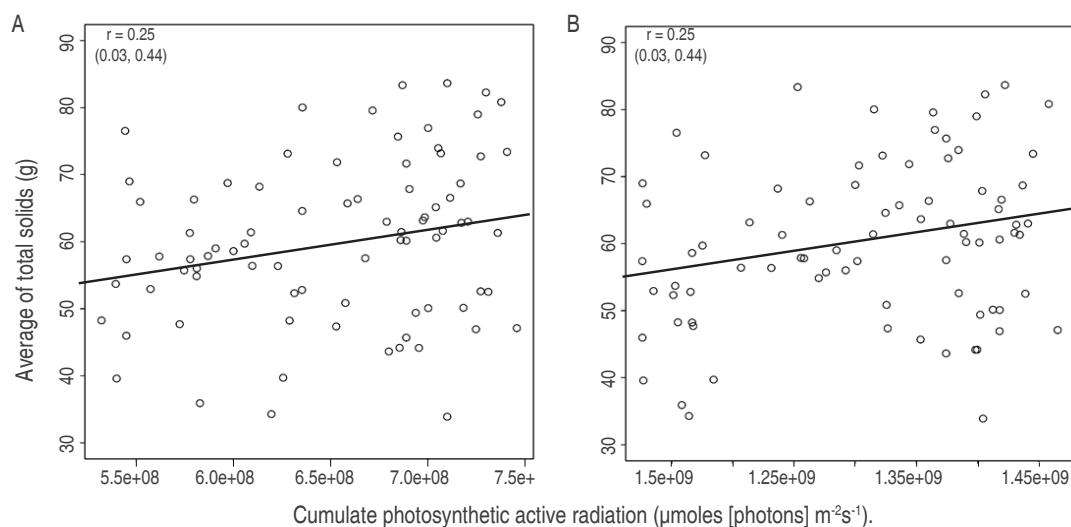 A
r = 0.25
(0.03, 0.44)
90
80
70
60
50
40
30
5.5e+08
6.0e+08
6.5e+08
7.0e+08
7.5e+
B
r = 0.25
(0.03, 0.44)
90
80
70
60
50
40
30
1.5e+09
1.25e+09
1.35e+09
1.45e+09
Average of total solids (g)
Cumulate photosynthetic active radiation (μmoles [photons] m⁻²s⁻¹).